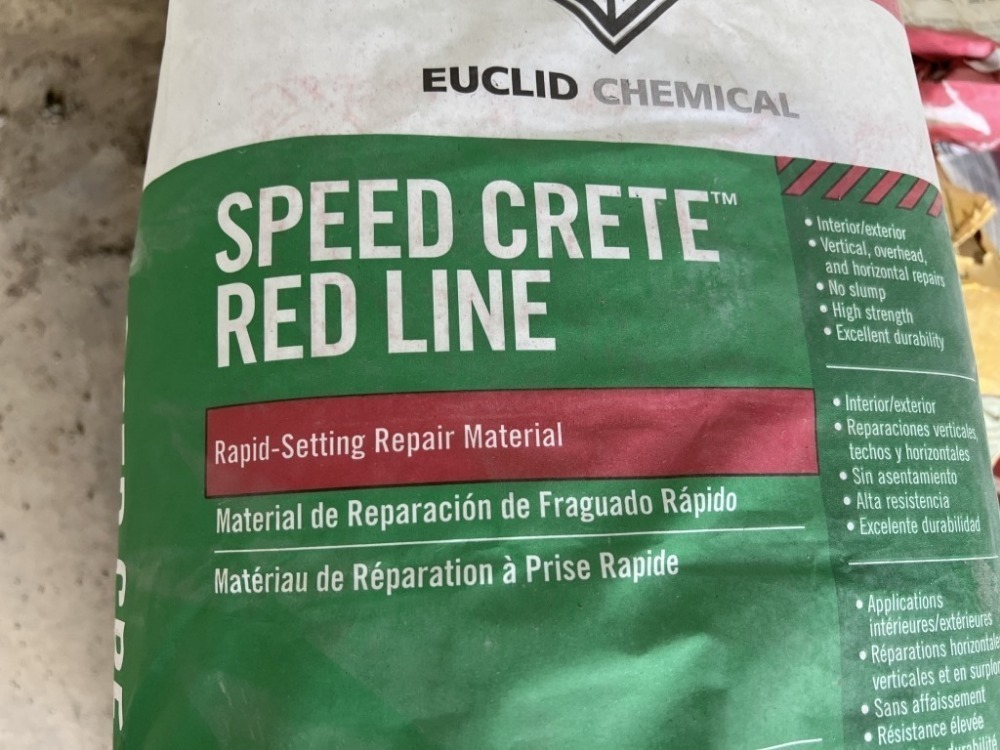 EUCLID CHEMICAL
SPEED CRETE™
RED LINE
Rapid-Setting Repair Material
Material de Reparación de Fraguado Rápido
Matériau de Réparation à Prise Rapide
• Interior/exterior
• Vertical, overhead,
and horizontal repairs
• No slump
• High strength
• Excellent durability
• Interior/exterior
• Reparaciones verticales,
techos y horizontales
• Sin asentamiento
• Alta resistencia
• Excelente durabilidad
• Applications
intérieures/extérieures
• Réparations horizontales
verticales et en
• Sans affaissement
• Résistance élevée
durabilité